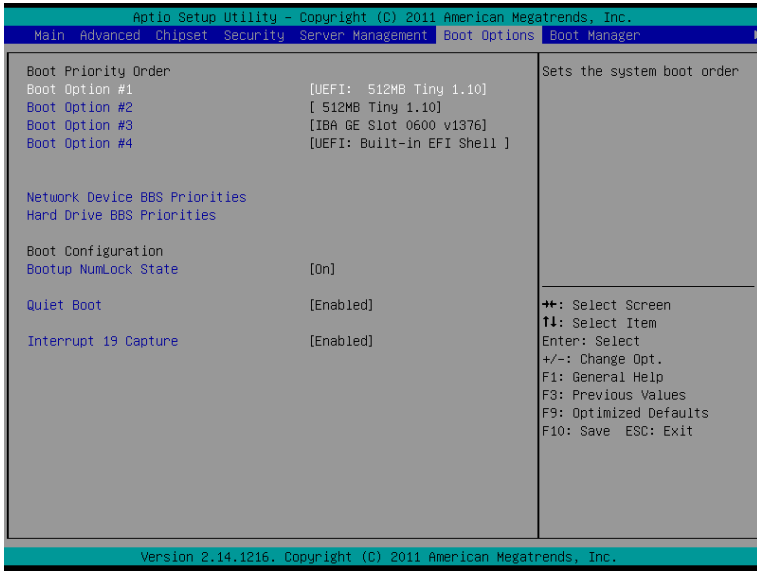 Aptio Setup Utility – Copyright (C) 2011 American Megatrends, Inc.
Main Advanced Chipset Security Server Management Boot Options Boot Manager
Boot Priority Order
Boot Option #1 [UEFI:  512MB Tiny 1.10]
Boot Option #2 [ 512MB Tiny 1.10]
Boot Option #3 [IBA GE Slot 0600 v1376]
Boot Option #4 [UEFI: Built-in EFI Shell ]
Network Device BBS Priorities
Hard Drive BBS Priorities
Boot Configuration
Bootup NumLock State [On]
Quiet Boot [Enabled]
Interrupt 19 Capture [Enabled]
Sets the system boot order
→←: Select Screen
↑↓: Select Item
Enter: Select
+/-: Change Opt.
F1: General Help
F3: Previous Values
F9: Optimized Defaults
F10: Save  ESC: Exit
Version 2.14.1216. Copyright (C) 2011 American Megatrends, Inc.